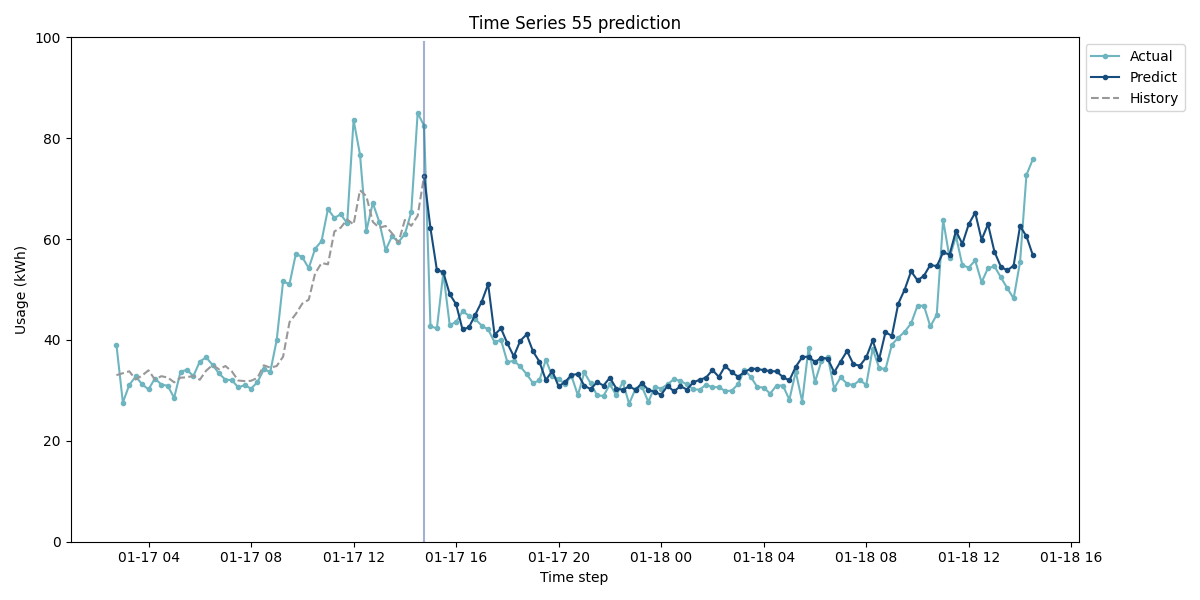 Time Series 55 prediction
100
80
60
40
20
0
Usage (kWh)
01-17 04
01-17 08
01-17 12
01-17 16
01-17 20
01-18 00
01-18 04
01-18 08
01-18 12
01-18 16
Time step
Actual
Predict
History